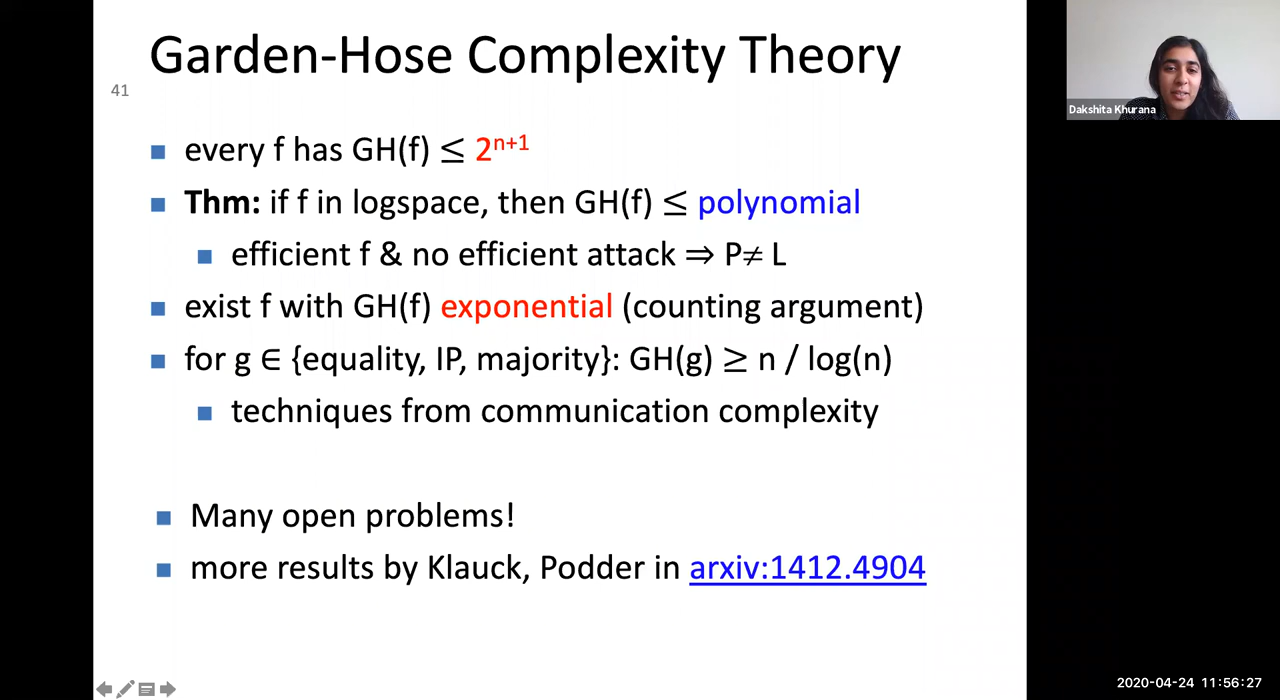 Garden-Hose Complexity Theory
41
every f has GH(f) ≤ 2ⁿ⁺¹
Thm: if f in logspace, then GH(f) ≤ polynomial
efficient f & no efficient attack ⇒ P≠ L
exist f with GH(f) exponential (counting argument)
for g ∈ {equality, IP, majority}: GH(g) ≥ n / log(n)
techniques from communication complexity
Many open problems!
more results by Klauck, Podder in arxiv:1412.4904
Dakshita Khurana
2020-04-24 11:56:27